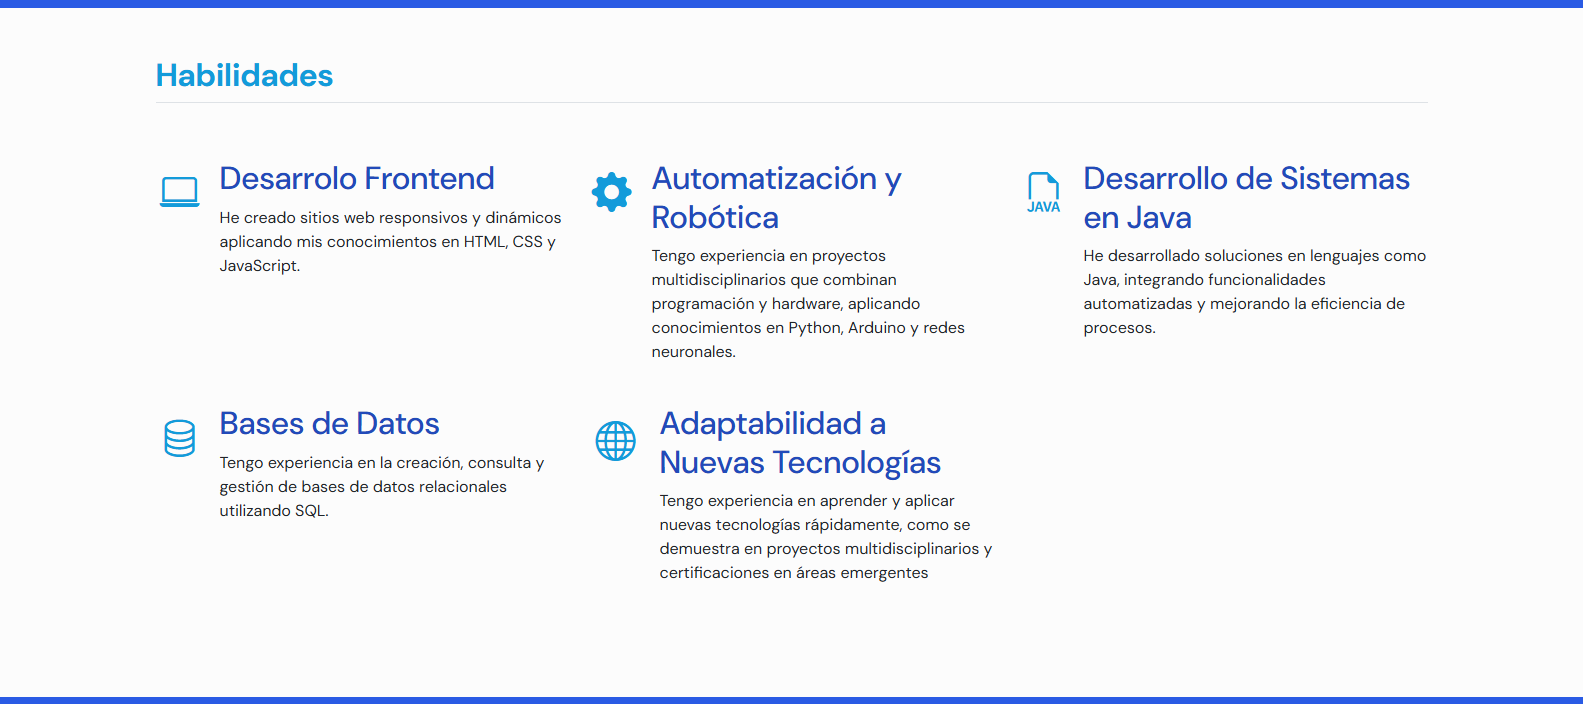 Habilidades
Desarrolo Frontend
He creado sitios web responsivos y dinámicos
aplicando mis conocimientos en HTML, CSS y
JavaScript.
Automatización y
Robótica
Tengo experiencia en proyectos
multidisciplinarios que combinan
programación y hardware, aplicando
conocimientos en Python, Arduino y redes
neuronales.
JAVA
Desarrollo de Sistemas
en Java
He desarrollado soluciones en lenguajes como
Java, integrando funcionalidades
automatizadas y mejorando la eficiencia de
procesos.
Bases de Datos
Tengo experiencia en la creación, consulta y
gestión de bases de datos relacionales
utilizando SQL.
Adaptabilidad a
Nuevas Tecnologías
Tengo experiencia en aprender y aplicar
nuevas tecnologías rápidamente, como se
demuestra en proyectos multidisciplinarios y
certificaciones en áreas emergentes